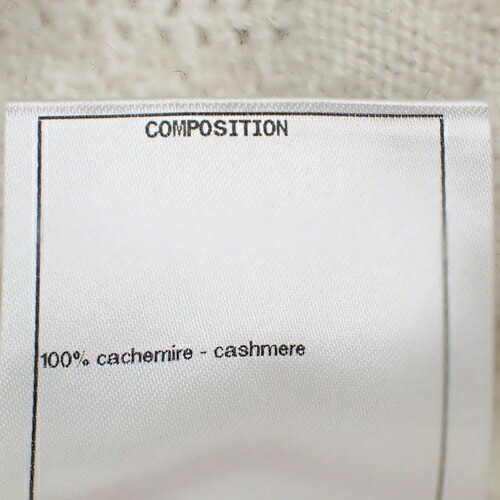 COMPOSITION
100% cachemire - cashmere